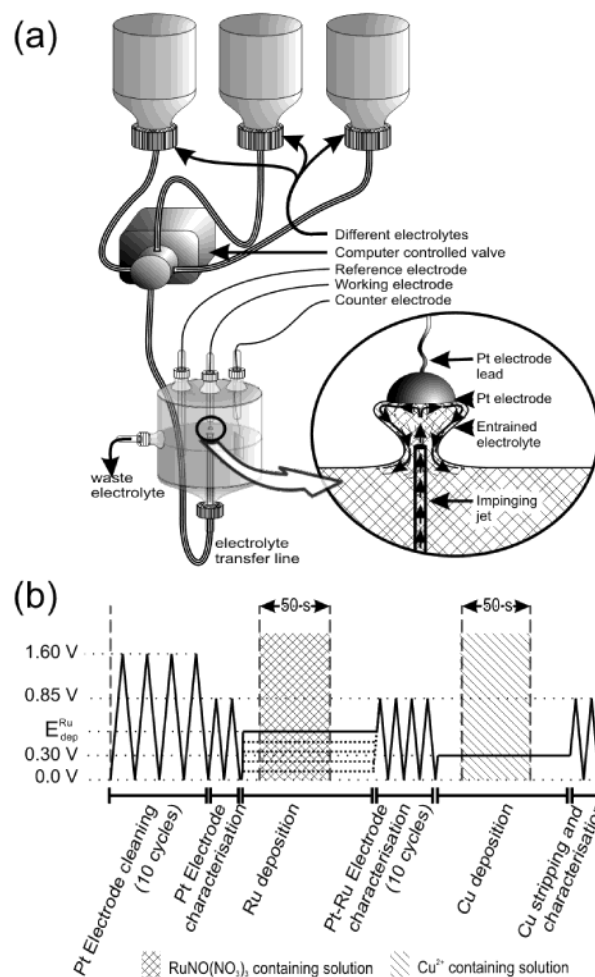 (a)
Different electrolytes
Computer controlled valve
Reference electrode
Working electrode
Counter electrode
Pt electrode
lead
Pt electrode
Entrained
electrolyte
Impinging
jet
waste
electrolyte
electrolyte
transfer line
(b)
50 s
50 s
1.60 V
0.85 V
E Ru dep
0.30 V
0.0 V
Pt Electrode cleaning
(10 cycles)
Pt Electrode
characterisation
Ru deposition
Pt-Ru Electrode
characterisation
(10 cycles)
Cu deposition
Cu stripping and
characterisation
RuNO(NO₃)₃ containing solution
Cu²⁺ containing solution